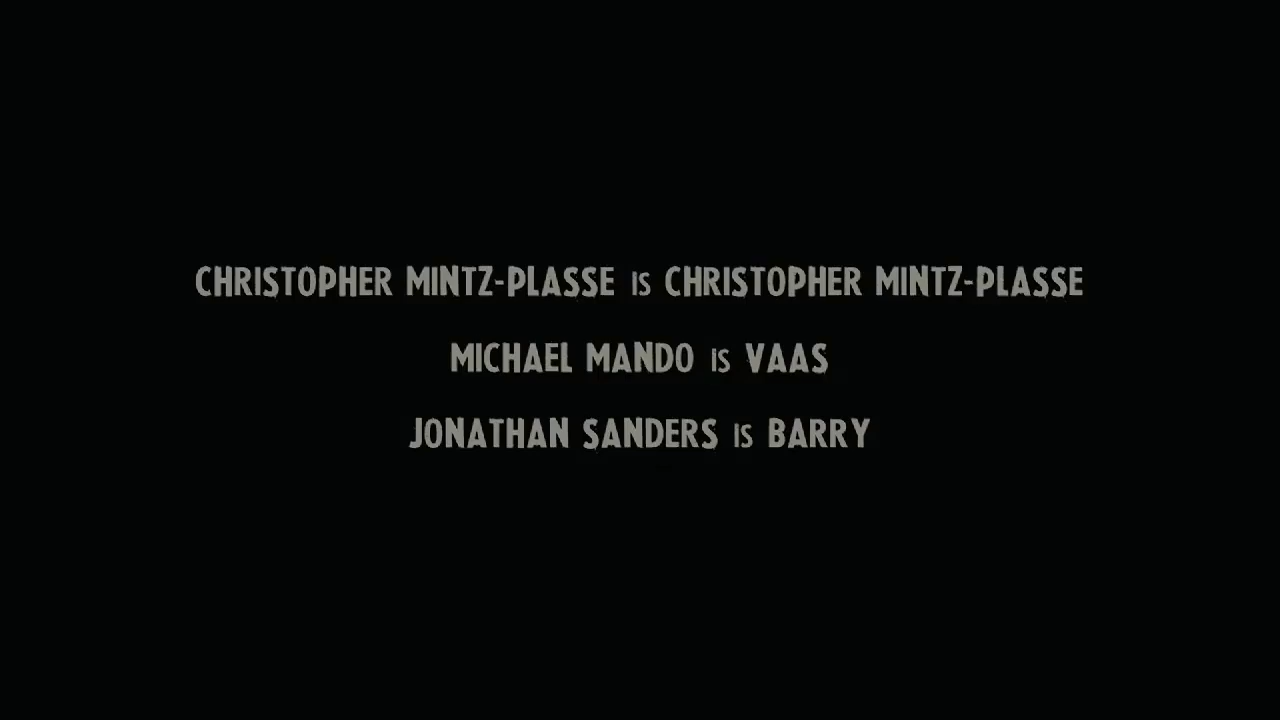 CHRISTOPHER MINTZ-PLASSE IS CHRISTOPHER MINTZ-PLASSE
MICHAEL MANDO IS VAAS
JONATHAN SANDERS IS BARRY